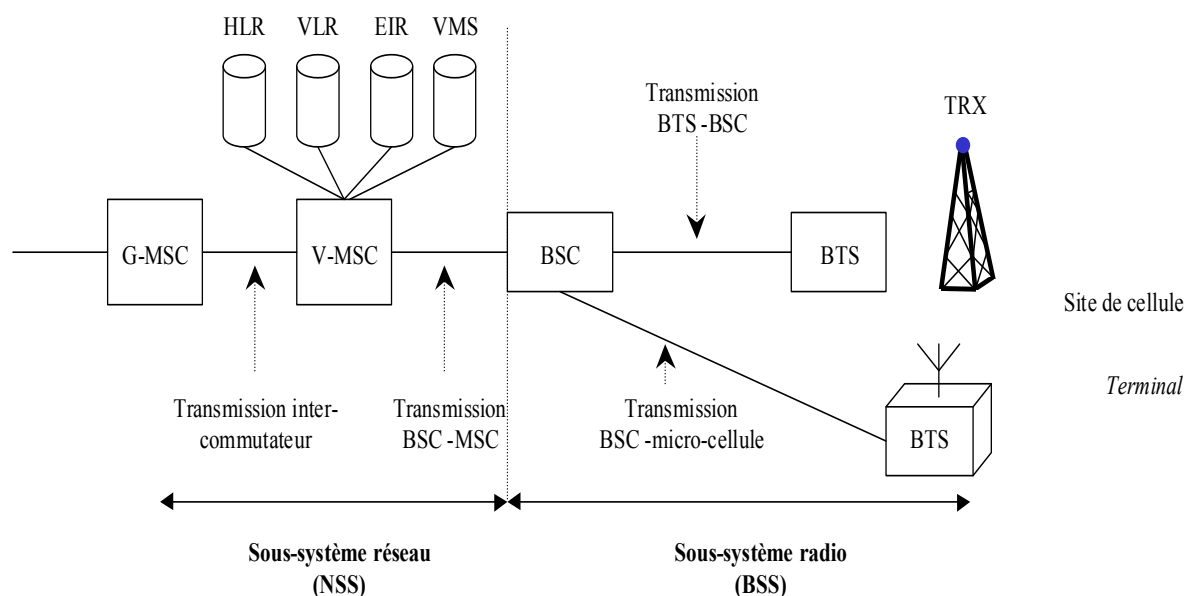 HLR
VLR
EIR
VMS
Transmission
BTS -BSC
TRX
G-MSC
V-MSC
BSC
BTS
Site de cellule
Terminal
Transmission inter-
commutateur
Transmission
BSC -MSC
Transmission
BSC -micro-cellule
BTS
Sous-système réseau
(NSS)
Sous-système radio
(BSS)